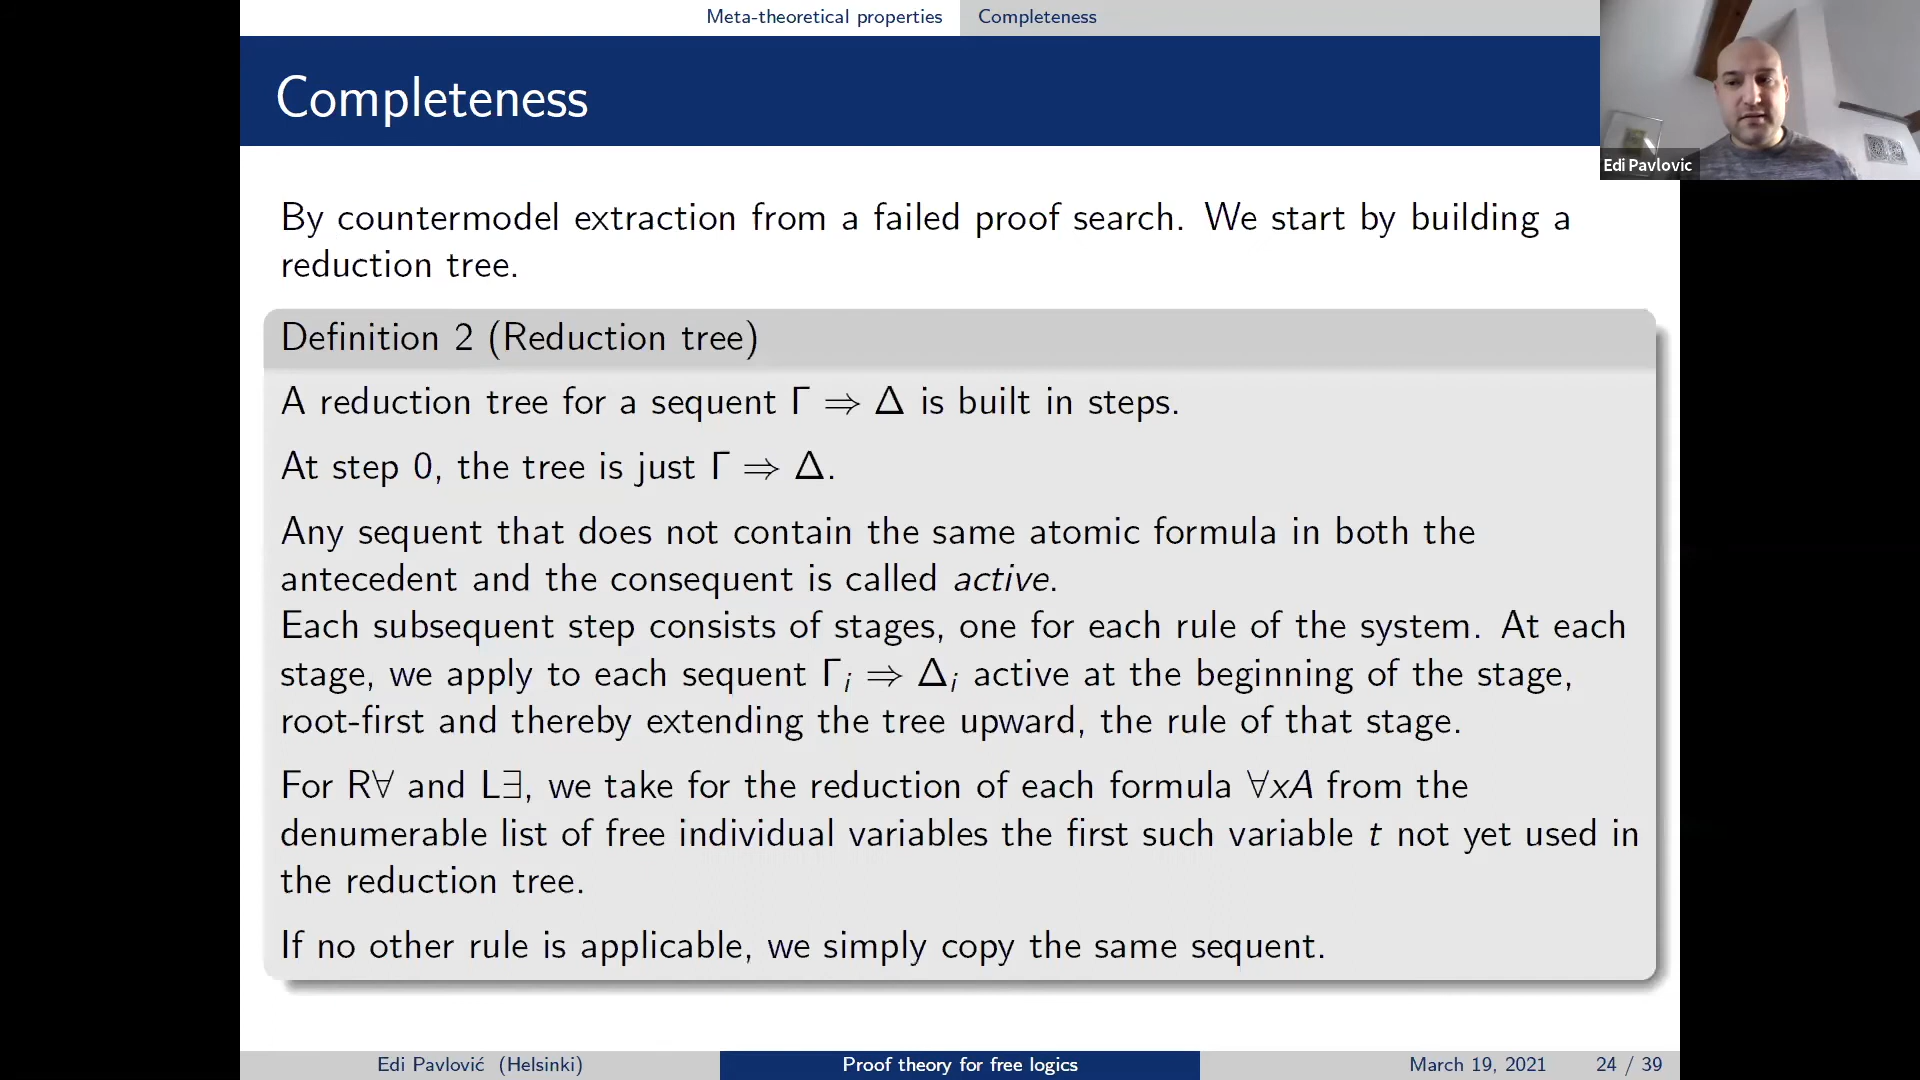 Meta-theoretical properties Completeness
Completeness
Edi Pavlovic
By countermodel extraction from a failed proof search. We start by building a
reduction tree.
Definition 2 (Reduction tree)
A reduction tree for a sequent Γ ⇒ Δ is built in steps.
At step 0, the tree is just Γ ⇒ Δ.
Any sequent that does not contain the same atomic formula in both the
antecedent and the consequent is called active.
Each subsequent step consists of stages, one for each rule of the system. At each
stage, we apply to each sequent Γᵢ ⇒ Δᵢ active at the beginning of the stage,
root-first and thereby extending the tree upward, the rule of that stage.
For R∀ and L∃, we take for the reduction of each formula ∀xA from the
denumerable list of free individual variables the first such variable t not yet used in
the reduction tree.
If no other rule is applicable, we simply copy the same sequent.
Edi Pavlović (Helsinki) Proof theory for free logics March 19, 2021 24 / 39